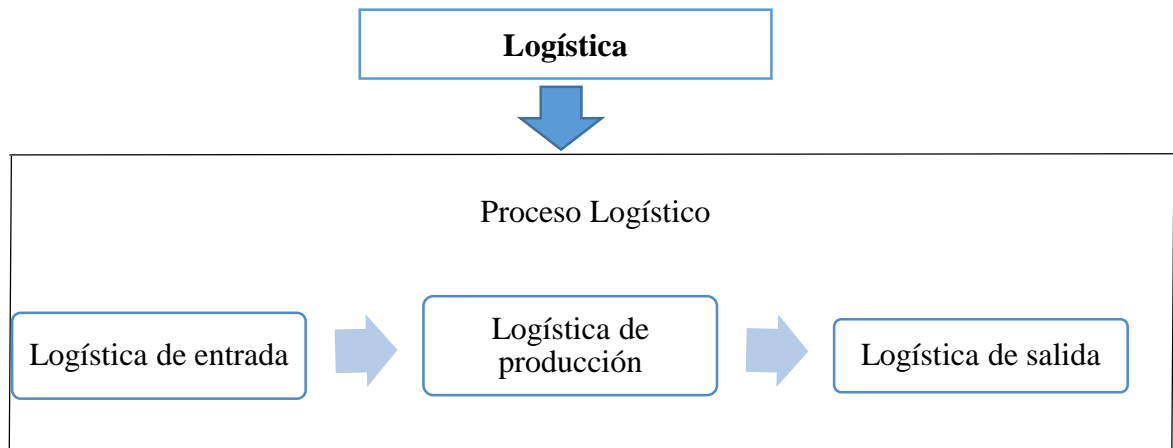 Logística
Proceso Logístico
Logística de entrada
Logística de
producción
Logística de salida